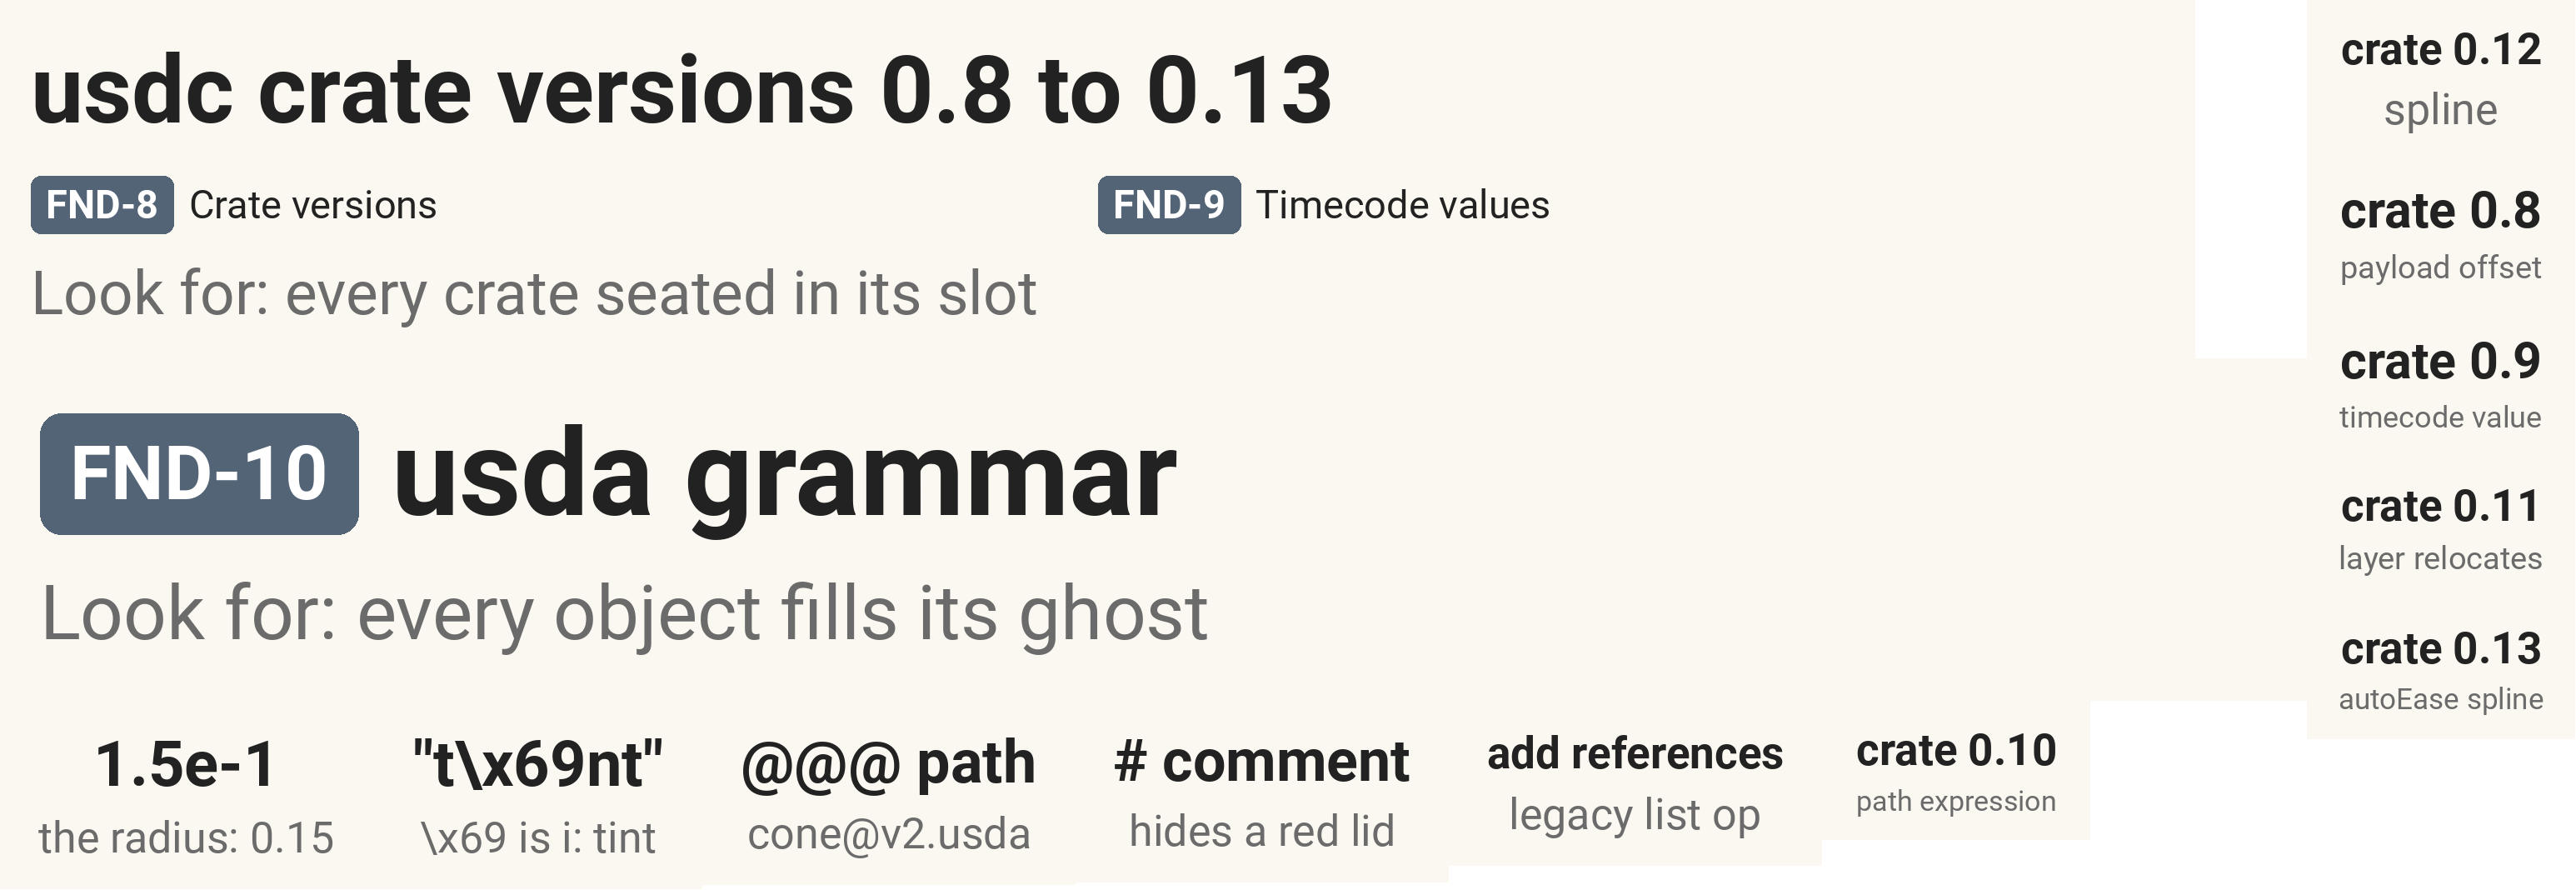 usdc crate versions 0.8 to 0.13
FND-8 Crate versions
FND-9 Timecode values
Look for: every crate seated in its slot
FND-10 usda grammar
Look for: every object fills its ghost
1.5e-1
the radius: 0.15
"t\x69nt"
\x69 is i: tint
@@@ path
cone@v2.usda
# comment
hides a red lid
add references
legacy list op
crate 0.10
path expression
crate 0.12
spline
crate 0.8
payload offset
crate 0.9
timecode value
crate 0.11
layer relocates
crate 0.13
autoEase spline